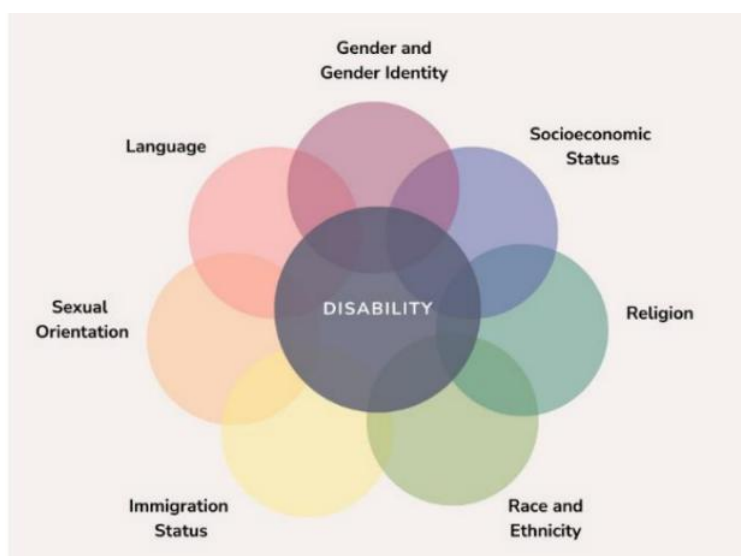 Gender and
Gender Identity
Language
Socioeconomic
Status
DISABILITY
Sexual
Orientation
Religion
Immigration
Status
Race and
Ethnicity